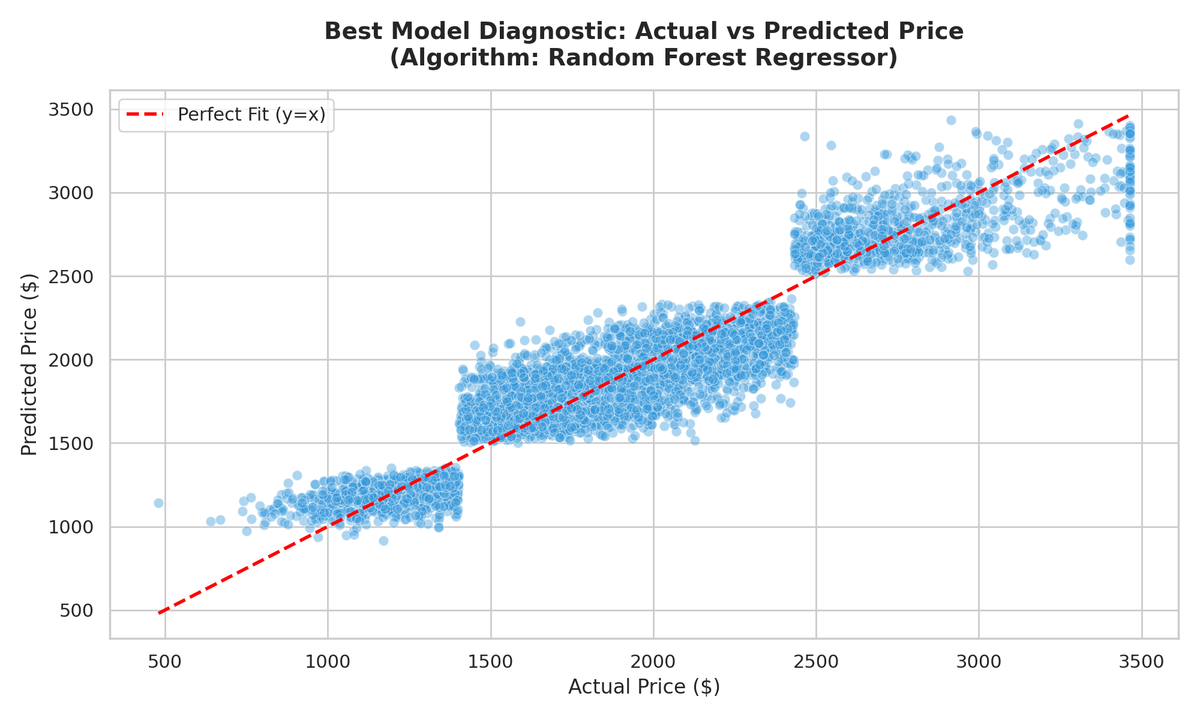 Best Model Diagnostic: Actual vs Predicted Price
(Algorithm: Random Forest Regressor)
Perfect Fit (y=x)
3500
3000
2500
2000
1500
1000
500
Predicted Price ($)
500
1000
1500
2000
2500
3000
3500
Actual Price ($)